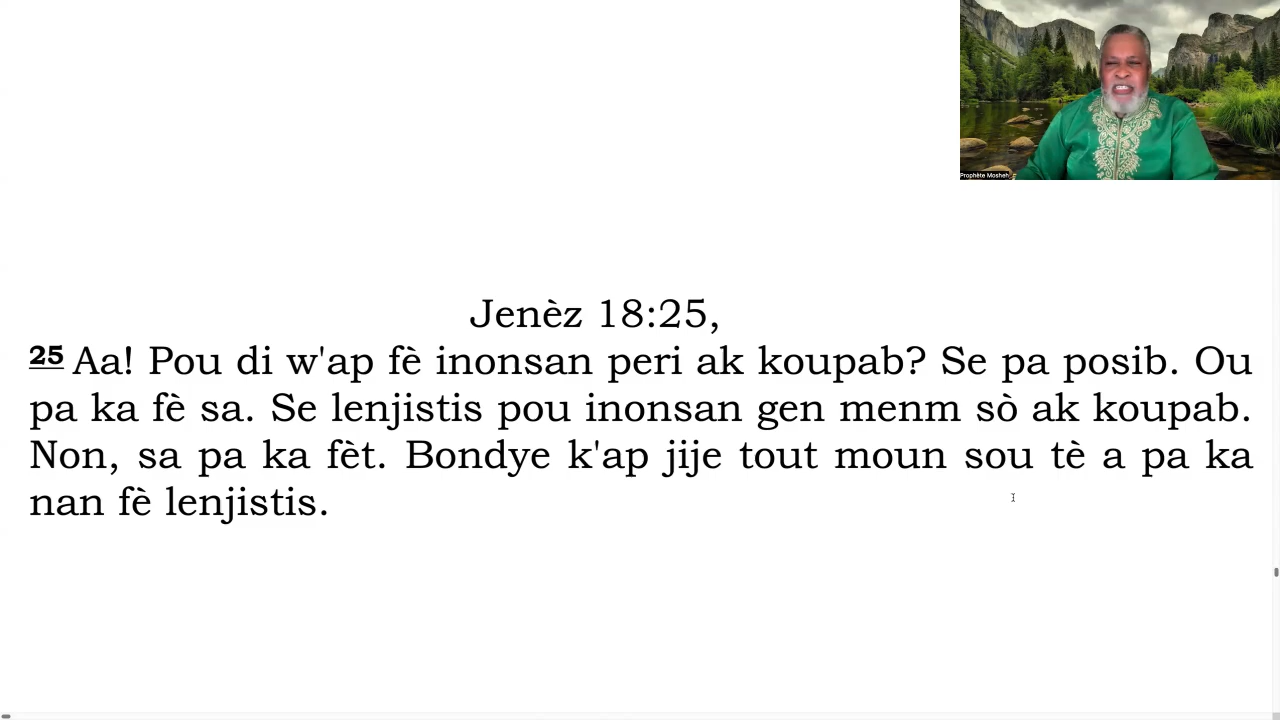 Prophète Mosheh
Jenèz 18:25,
25 Aa! Pou di w'ap fè inonsan peri ak koupab? Se pa posib. Ou
pa ka fè sa. Se lenjistis pou inonsan gen menm sò ak koupab.
Non, sa pa ka fèt. Bondye k'ap jije tout moun sou tè a pa ka
nan fè lenjistis.